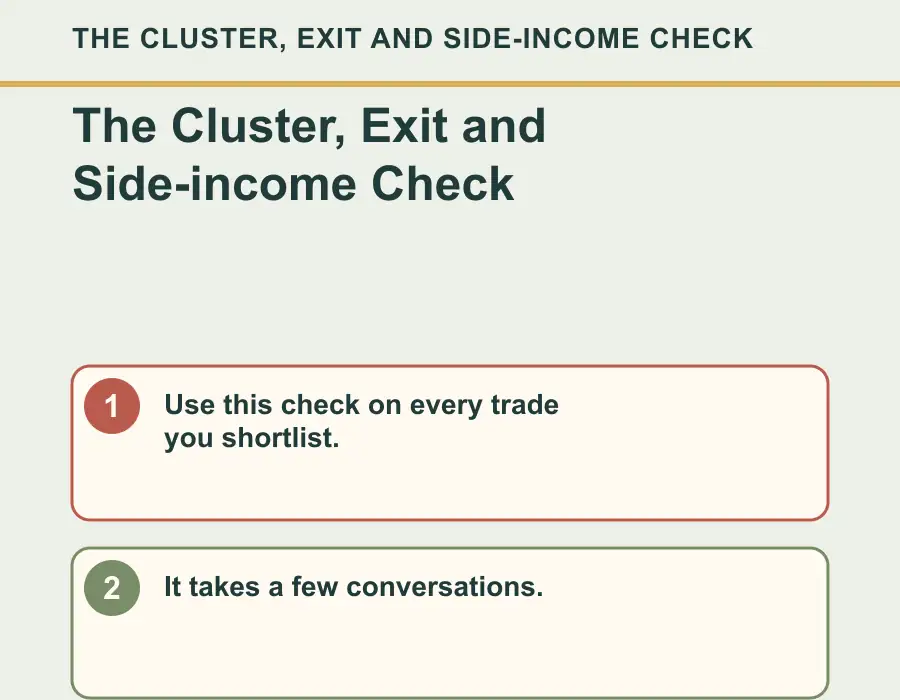 THE CLUSTER, EXIT AND SIDE-INCOME CHECK
The Cluster, Exit and
Side-income Check
1
Use this check on every trade
you shortlist.
2
It takes a few conversations.